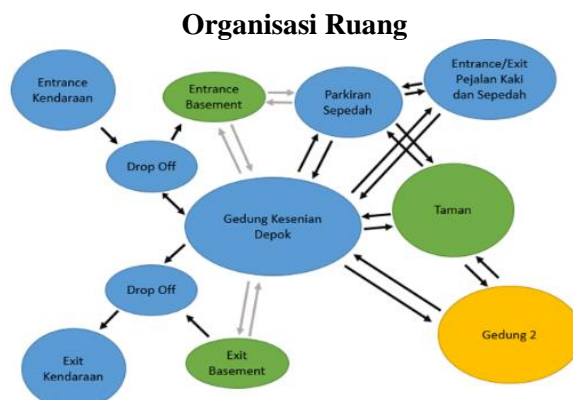 Organisasi Ruang
Entrance
Kendaraan
Entrance
Basement
Parkiran
Sepedah
Entrance/Exit
Pejalan Kaki
dan Sepedah
Drop Off
Gedung Kesenian
Depok
Taman
Drop Off
Gedung 2
Exit
Kendaraan
Exit
Basement